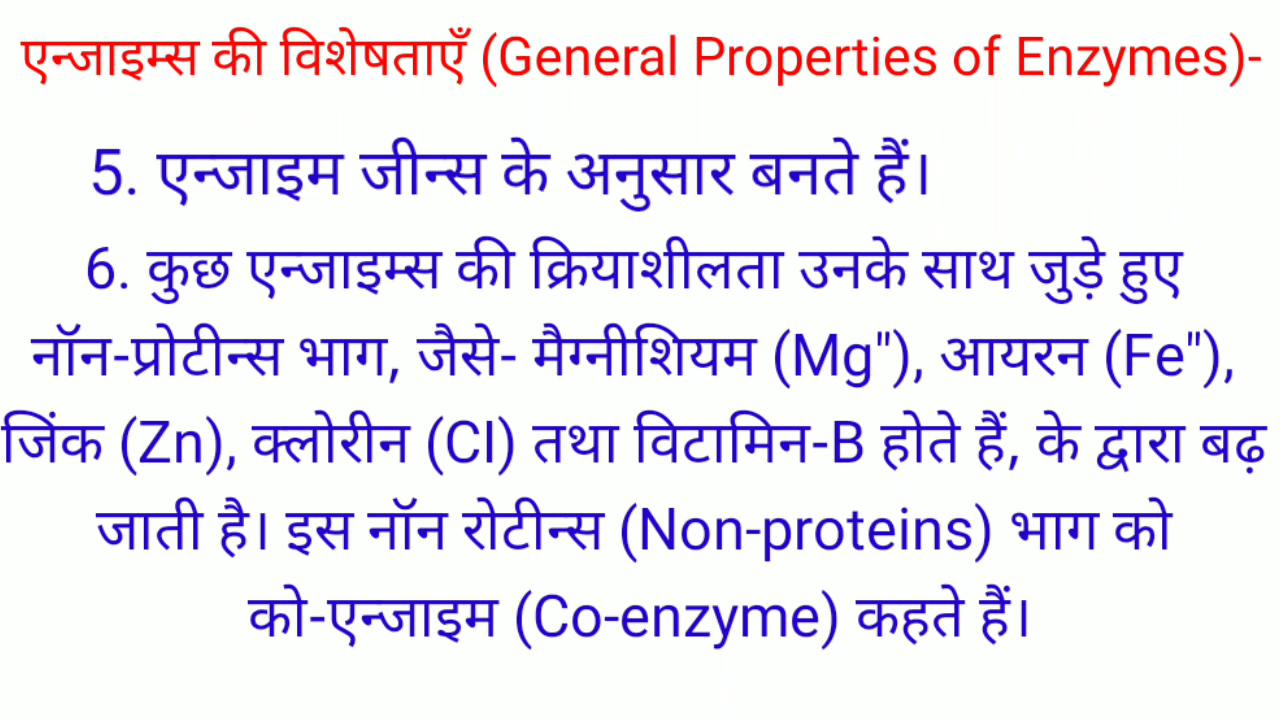 एन्जाइम्स की विशेषताएँ (General Properties of Enzymes)-
5. एन्जाइम जीन्स के अनुसार बनते हैं।
6. कुछ एन्जाइम्स की क्रियाशीलता उनके साथ जुड़े हुए
नॉन-प्रोटीन्स भाग, जैसे- मैग्नीशियम (Mg"), आयरन (Fe"),
जिंक (Zn), क्लोरीन (CI) तथा विटामिन-B होते हैं, के द्वारा बढ़
जाती है। इस नॉन रोटीन्स (Non-proteins) भाग को
को-एन्जाइम (Co-enzyme) कहते हैं।